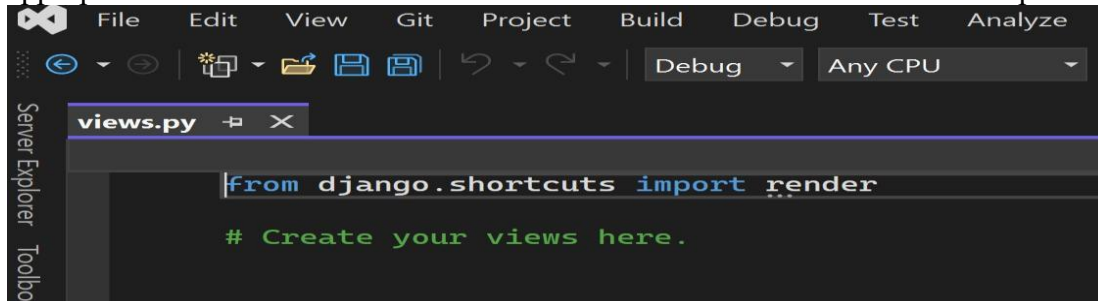 File Edit View Git Project Build Debug Test Analyze
Debug Any CPU
Server Explorer
views.py
from django.shortcuts import render
# Create your views here.